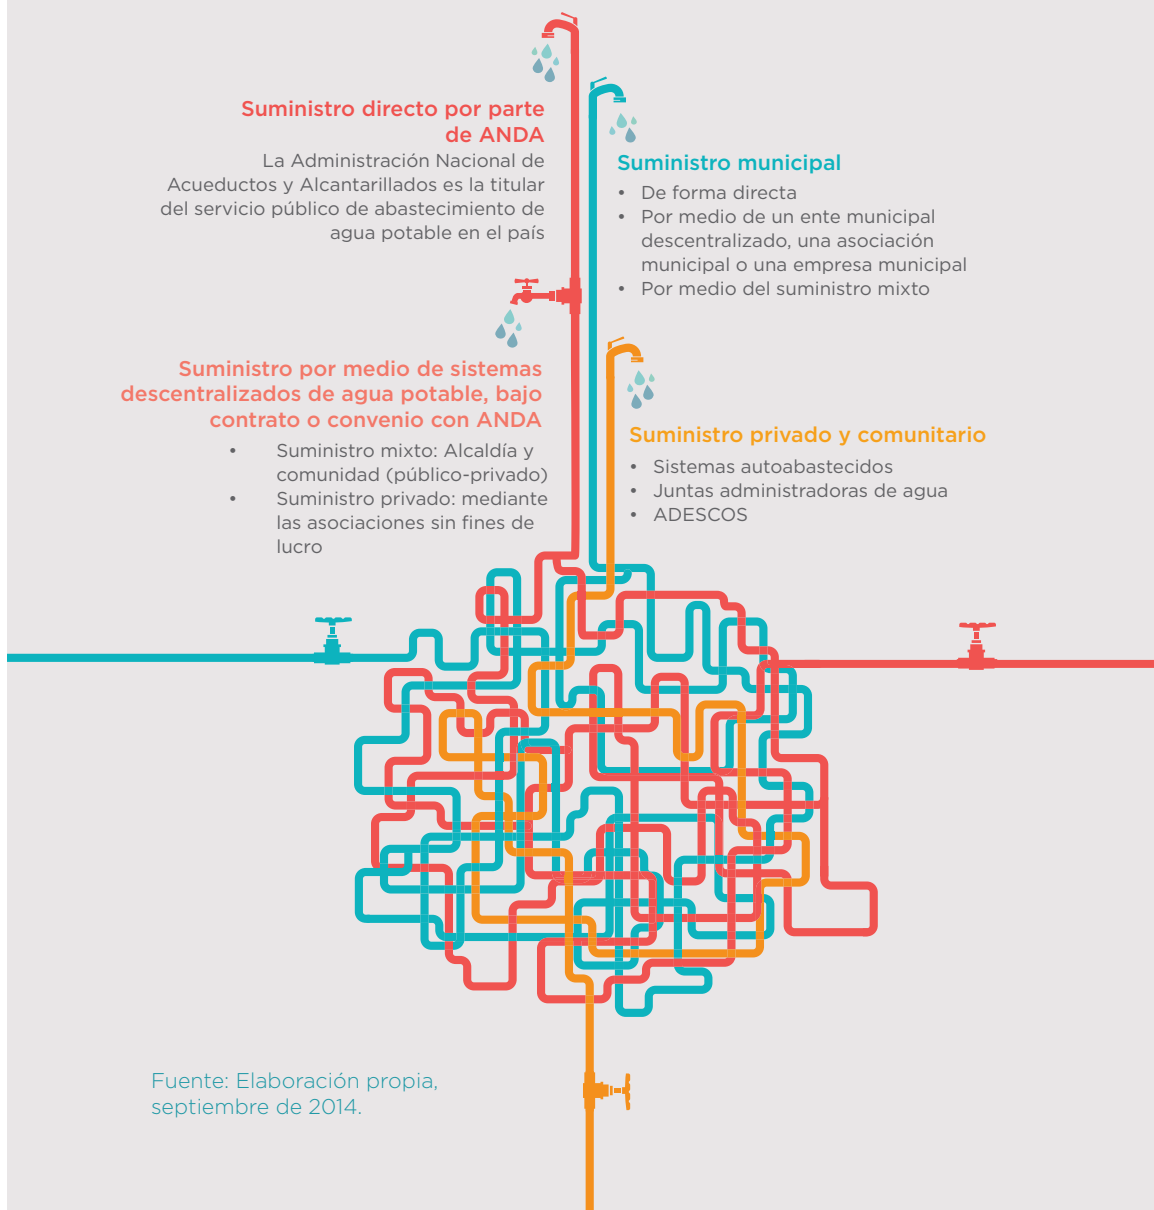 Suministro directo por parte
de ANDA
La Administración Nacional de
Acueductos y Alcantarillados es la titular
del servicio público de abastecimiento de
agua potable en el país
Suministro municipal
• De forma directa
• Por medio de un ente municipal
descentralizado, una asociación
municipal o una empresa municipal
• Por medio del suministro mixto
Suministro por medio de sistemas
descentralizados de agua potable, bajo
contrato o convenio con ANDA
• Suministro mixto: Alcaldía y
comunidad (público-privado)
• Suministro privado: mediante
las asociaciones sin fines de
lucro
Suministro privado y comunitario
• Sistemas autoabastecidos
• Juntas administradoras de agua
• ADESCOS
Fuente: Elaboración propia,
septiembre de 2014.